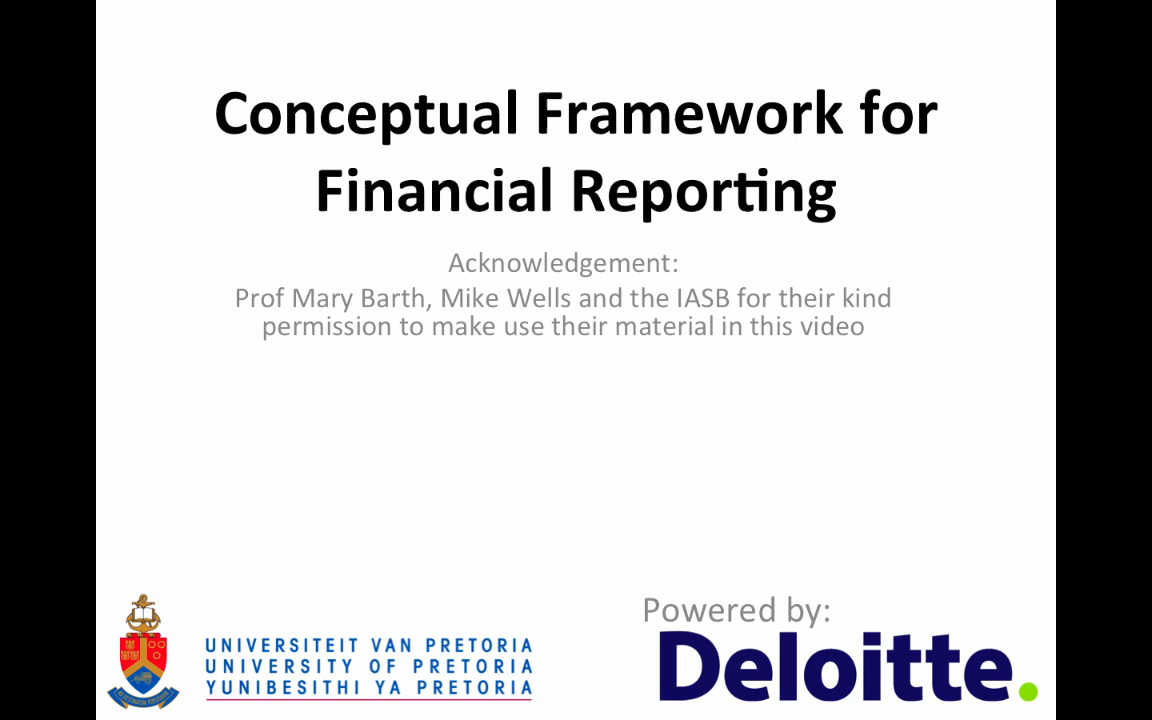 Conceptual Framework for
Financial Reporting
Acknowledgement:
Prof Mary Barth, Mike Wells and the IASB for their kind
permission to make use their material in this video
Powered by:
Deloitte.
UNIVERSITEIT VAN PRETORIA
UNIVERSITY OF PRETORIA
YUNIBESITHI YA PRETORIA